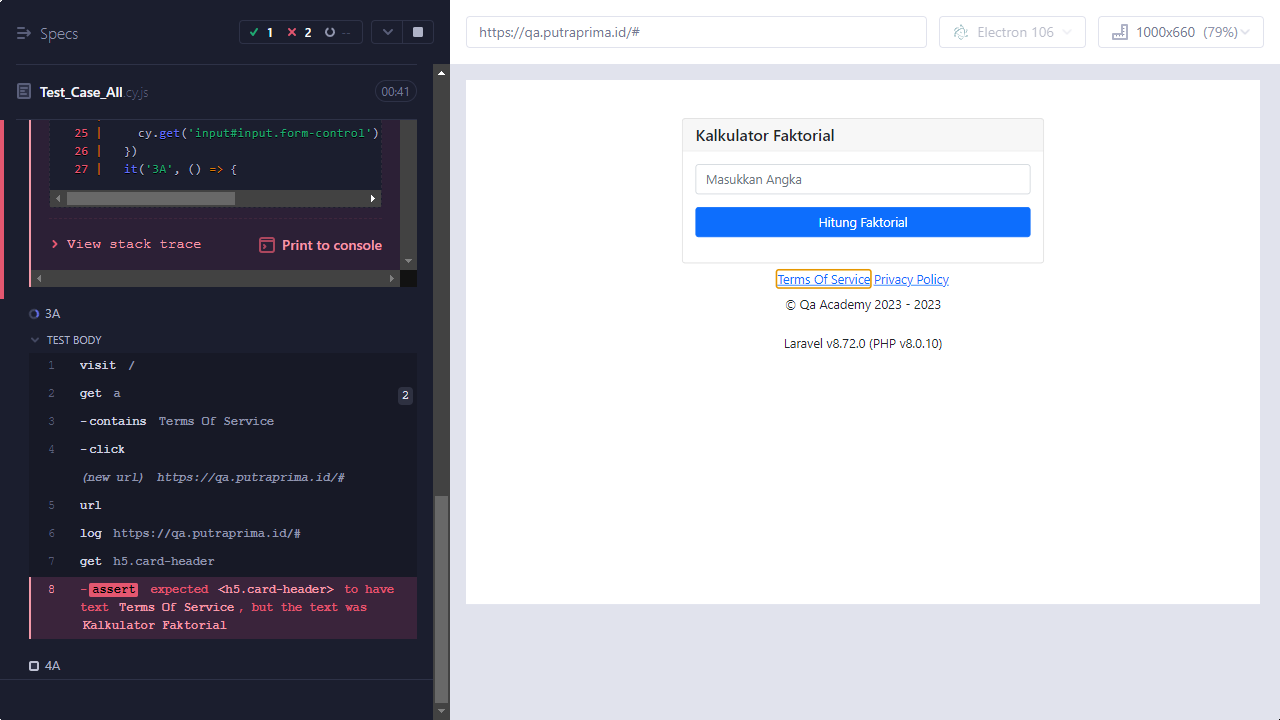 Specs
1
2
--
Test_Case_All.cy.js
00:41
25 | cy.get('input#input.form-control')
26 | })
27 | it('3A', () => {
View stack trace
Print to console
3A
TEST BODY
1 visit /
2 get a 2
3 -contains Terms Of Service
4 -click
(new url) https://qa.putraprima.id/#
5 url
6 log https://qa.putraprima.id/#
7 get h5.card-header
8 -assert expected <h5.card-header> to have
text Terms Of Service, but the text was
Kalkulator Faktorial
4A
https://qa.putraprima.id/#
Electron 106
1000x660 (79%)
Kalkulator Faktorial
Masukkan Angka
Hitung Faktorial
Terms Of Service Privacy Policy
© Qa Academy 2023 - 2023
Laravel v8.72.0 (PHP v8.0.10)